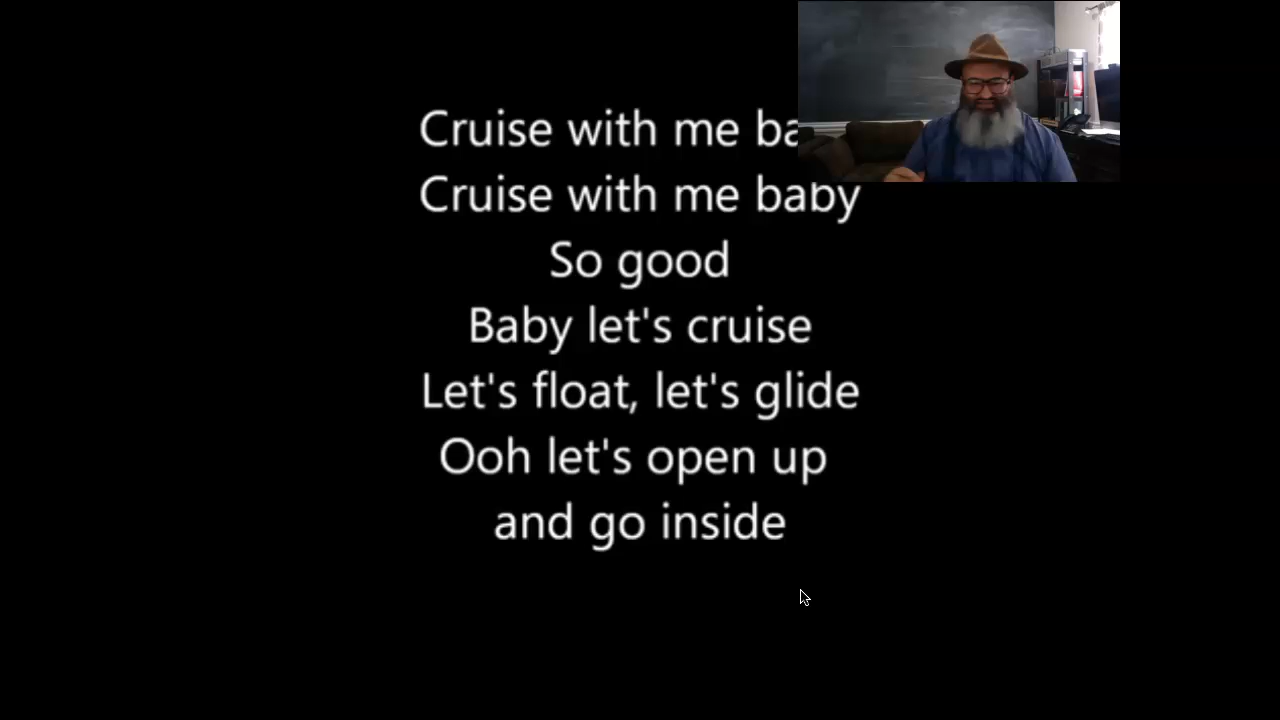 Cruise with me ba
Cruise with me baby
So good
Baby let's cruise
Let's float, let's glide
Ooh let's open up
and go inside